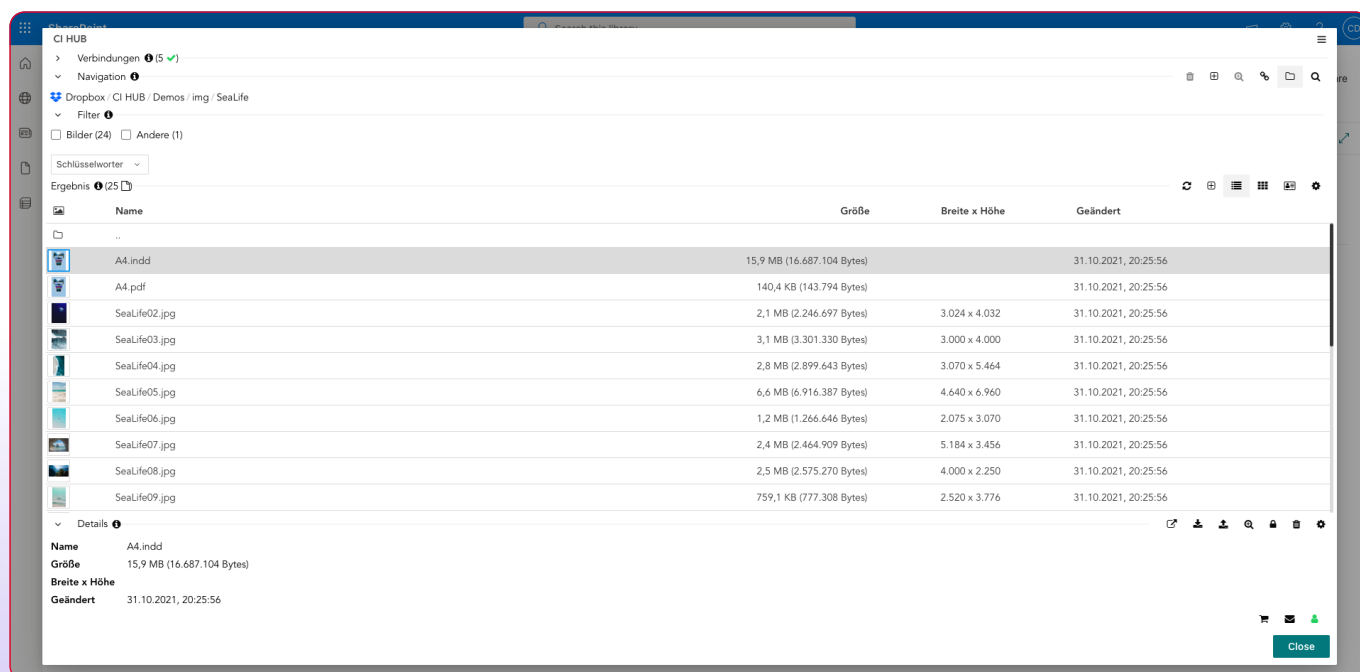 SharePoint
Search this library
CD
CI HUB
Verbindungen (5 ✓)
Navigation
Dropbox / CI HUB / Demos / img / SeaLife
Filter
Bilder (24) Andere (1)
Schlüsselworter
Ergebnis (25)
Name Größe Breite x Höhe Geändert
..
A4.indd 15,9 MB (16.687.104 Bytes) 31.10.2021, 20:25:56
A4.pdf 140,4 KB (143.794 Bytes) 31.10.2021, 20:25:56
SeaLife02.jpg 2,1 MB (2.246.697 Bytes) 3.024 x 4.032 31.10.2021, 20:25:56
SeaLife03.jpg 3,1 MB (3.301.330 Bytes) 3.000 x 4.000 31.10.2021, 20:25:56
SeaLife04.jpg 2,8 MB (2.899.643 Bytes) 3.070 x 5.464 31.10.2021, 20:25:56
SeaLife05.jpg 6,6 MB (6.916.387 Bytes) 4.640 x 6.960 31.10.2021, 20:25:56
SeaLife06.jpg 1,2 MB (1.266.646 Bytes) 2.075 x 3.070 31.10.2021, 20:25:56
SeaLife07.jpg 2,4 MB (2.464.909 Bytes) 5.184 x 3.456 31.10.2021, 20:25:56
SeaLife08.jpg 2,5 MB (2.575.270 Bytes) 4.000 x 2.250 31.10.2021, 20:25:56
SeaLife09.jpg 759,1 KB (777.308 Bytes) 2.520 x 3.776 31.10.2021, 20:25:56
Details
Name A4.indd
Größe 15,9 MB (16.687.104 Bytes)
Breite x Höhe
Geändert 31.10.2021, 20:25:56
Close